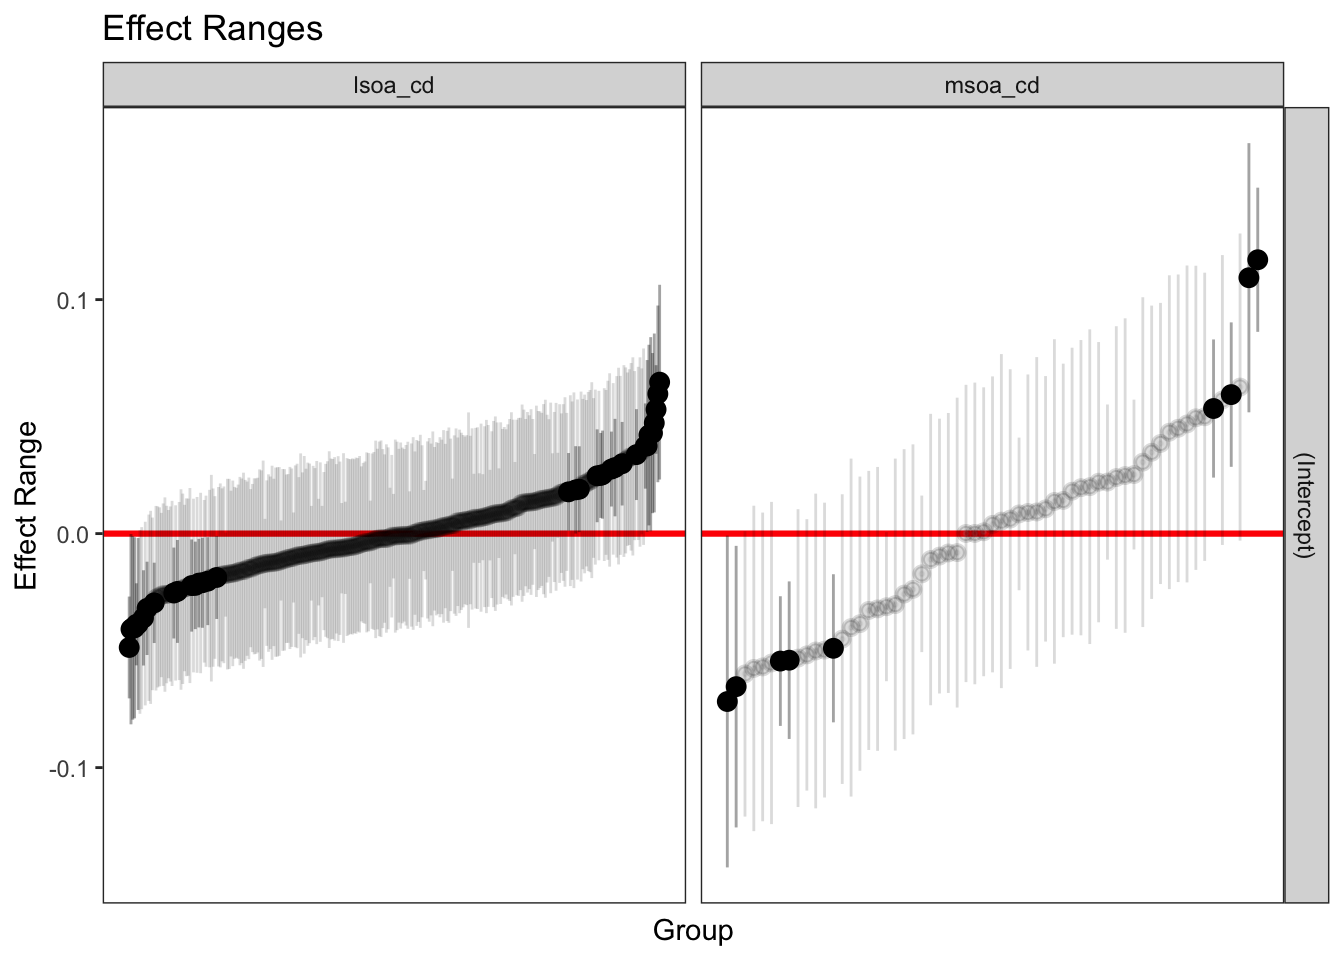 Effect Ranges
lsoa_cd
msoa_cd
0.1
0.0
-0.1
Effect Range
(Intercept)
Group